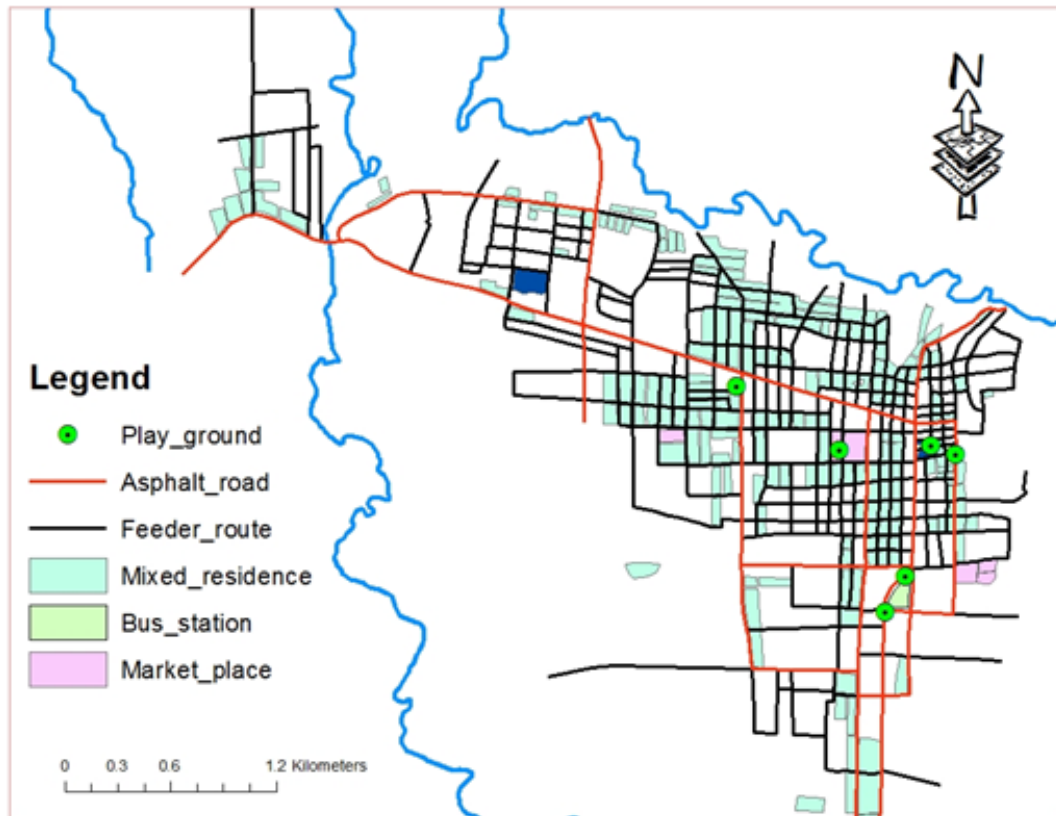 N
Legend
Play_ground
Asphalt_road
Feeder_route
Mixed_residence
Bus_station
Market_place
0 0.3 0.6 1.2 Kilometers